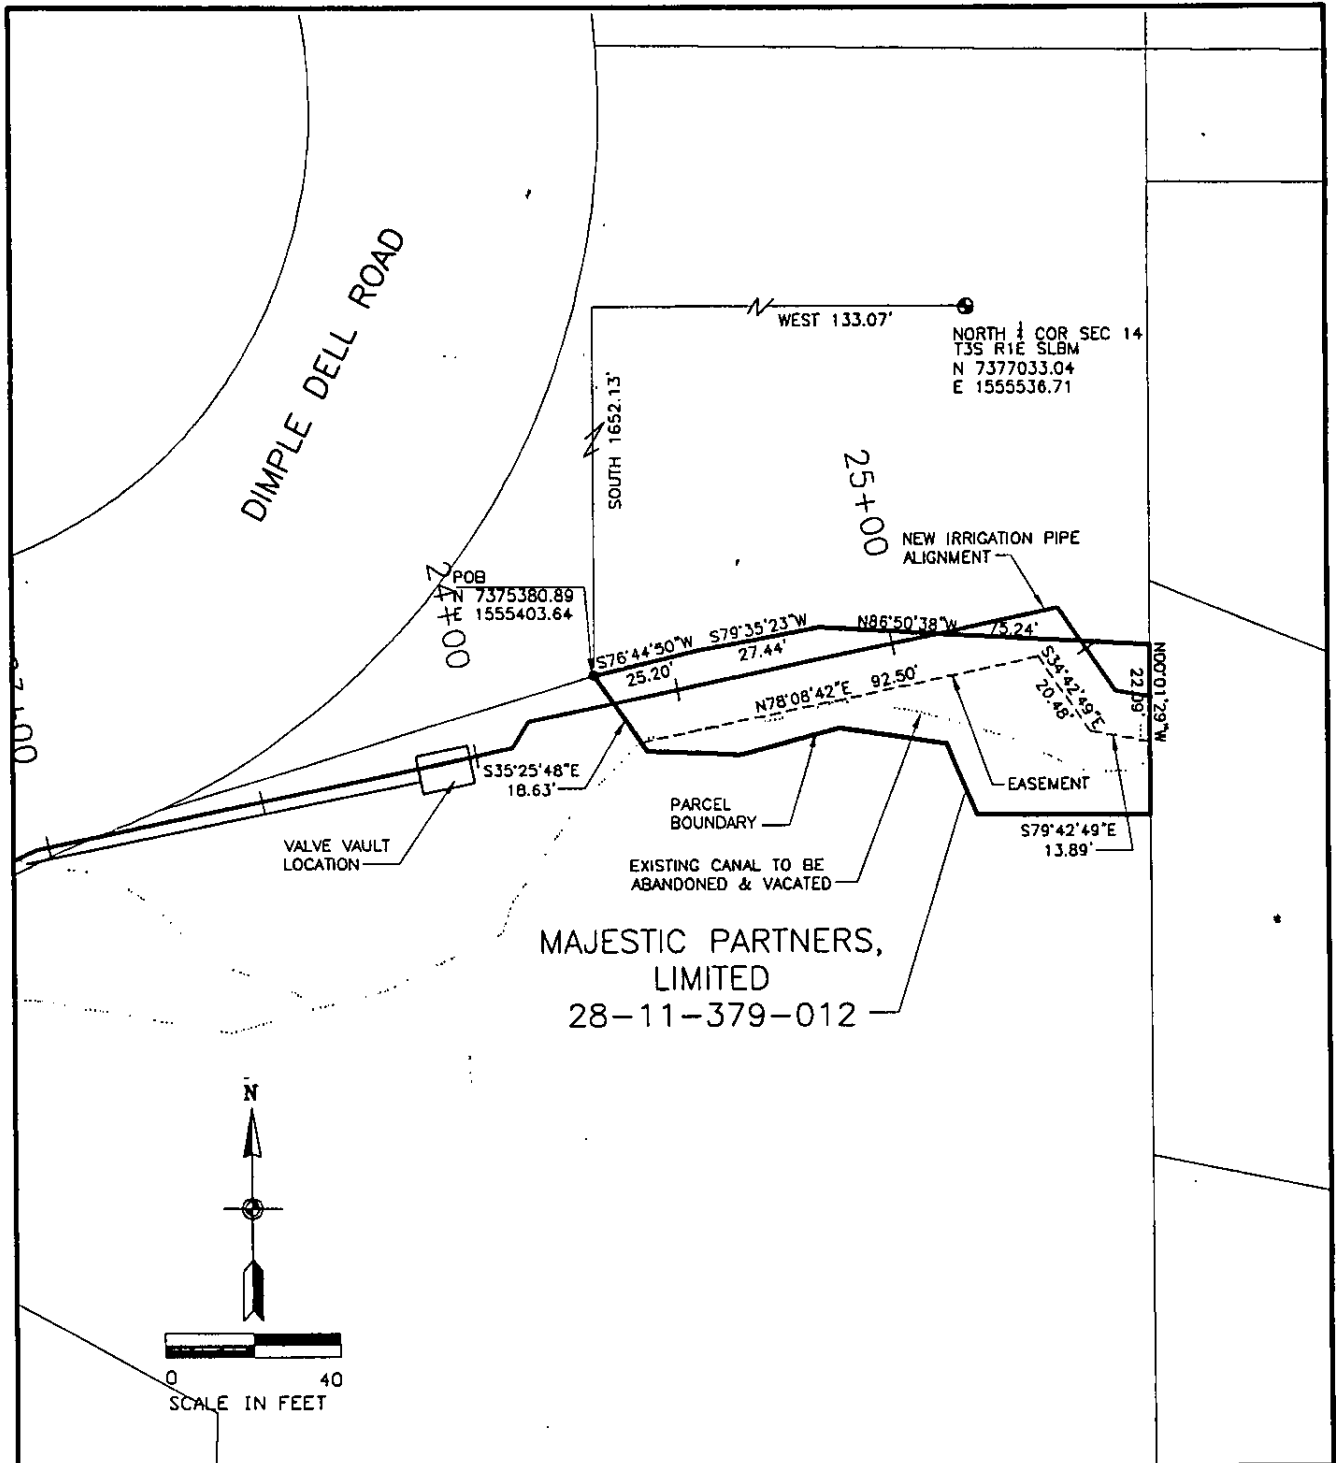 DIMPLE DELL ROAD
WEST 133.07'
NORTH ¼ COR SEC 14
T3S R1E SLBM
N 7377033.04
E 1555536.71
SOUTH 1652.13'
25+00
NEW IRRIGATION PIPE
ALIGNMENT
24+00
POB
N 7375380.89
E 1555403.64
S76°44'50"W
25.20'
S79°35'23"W
27.44'
N86°50'38"W
75.24'
N00°01'29"W
22.09'
S34°42'49"E
20.48'
N78°08'42"E 92.50'
S35°25'48"E
18.63'
EASEMENT
PARCEL
BOUNDARY
S79°42'49"E
13.89'
VALVE VAULT
LOCATION
EXISTING CANAL TO BE
ABANDONED & VACATED
MAJESTIC PARTNERS,
LIMITED
28-11-379-012
N
0 40
SCALE IN FEET